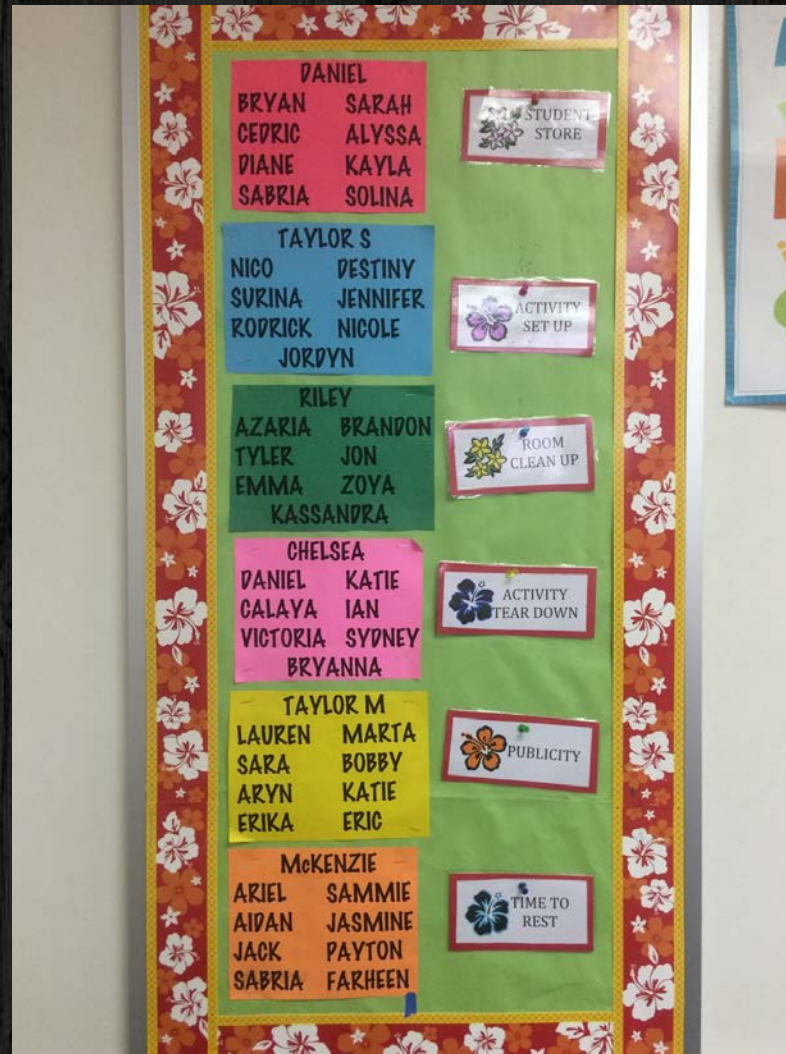 DANIEL
BRYAN SARAH
CEDRIC ALYSSA
DIANE KAYLA
SABRIA SOLINA
STUDENT
STORE
TAYLOR S
NICO DESTINY
SURINA JENNIFER
RODRICK NICOLE
JORDYN
ACTIVITY
SET UP
RILEY
AZARIA BRANDON
TYLER JON
EMMA ZOYA
KASSANDRA
ROOM
CLEAN UP
CHELSEA
DANIEL KATIE
CALAYA IAN
VICTORIA SYDNEY
BRYANNA
ACTIVITY
TEAR DOWN
TAYLOR M
LAUREN MARTA
SARA BOBBY
ARYN KATIE
ERIKA ERIC
PUBLICITY
McKENZIE
ARIEL SAMMIE
AIDAN JASMINE
JACK PAYTON
SABRIA FARHEEN
TIME TO
REST